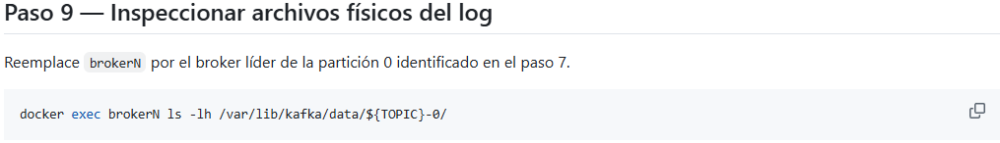 Paso 9 — Inspeccionar archivos físicos del log
Reemplace brokerN por el broker líder de la partición 0 identificado en el paso 7.
docker exec brokerN ls -lh /var/lib/kafka/data/${TOPIC}-0/